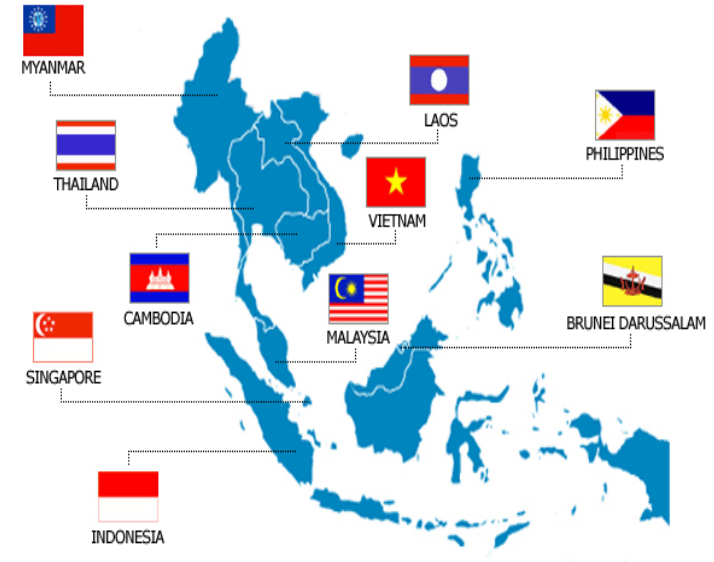 MYANMAR
LAOS
PHILIPPINES
THAILAND
VIETNAM
CAMBODIA
MALAYSIA
BRUNEI DARUSSALAM
SINGAPORE
INDONESIA